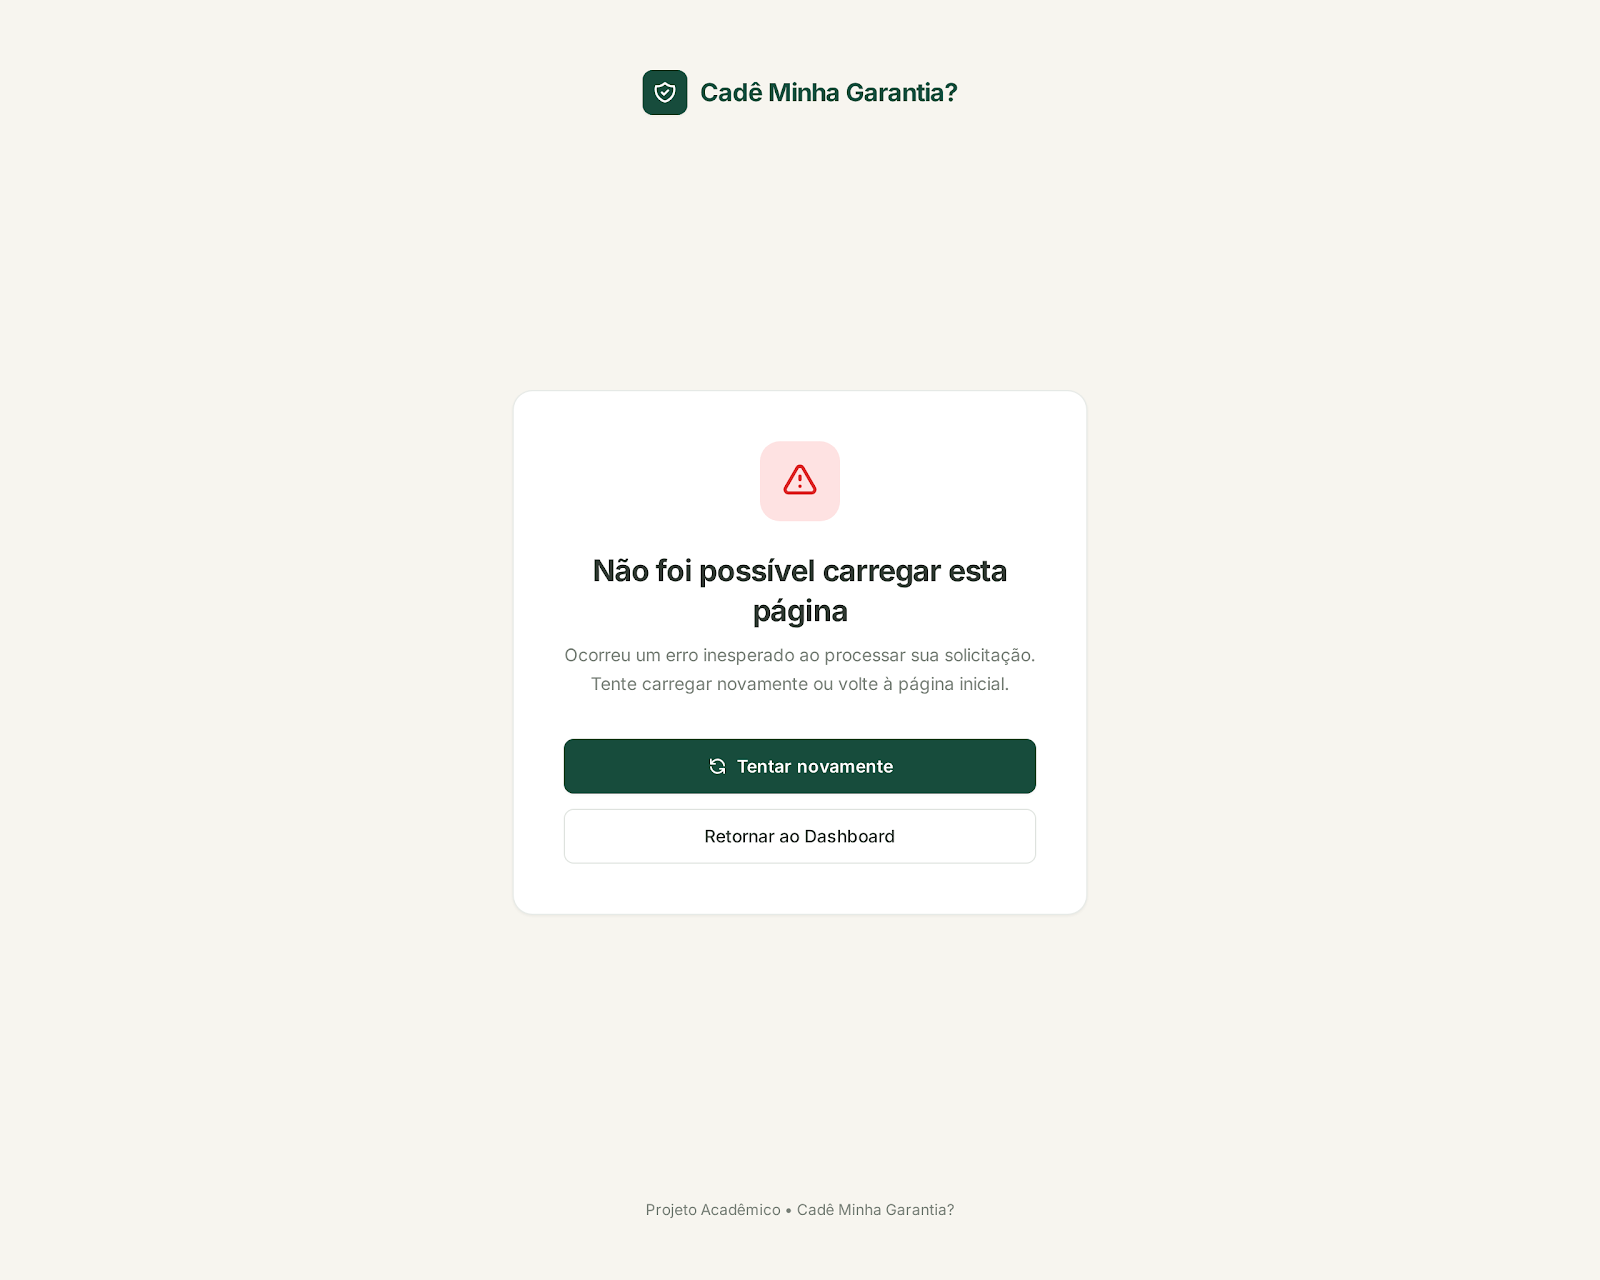 Cadê Minha Garantia?
Não foi possível carregar esta
página
Ocorreu um erro inesperado ao processar sua solicitação.
Tente carregar novamente ou volte à página inicial.
Tentar novamente
Retornar ao Dashboard
Projeto Acadêmico • Cadê Minha Garantia?